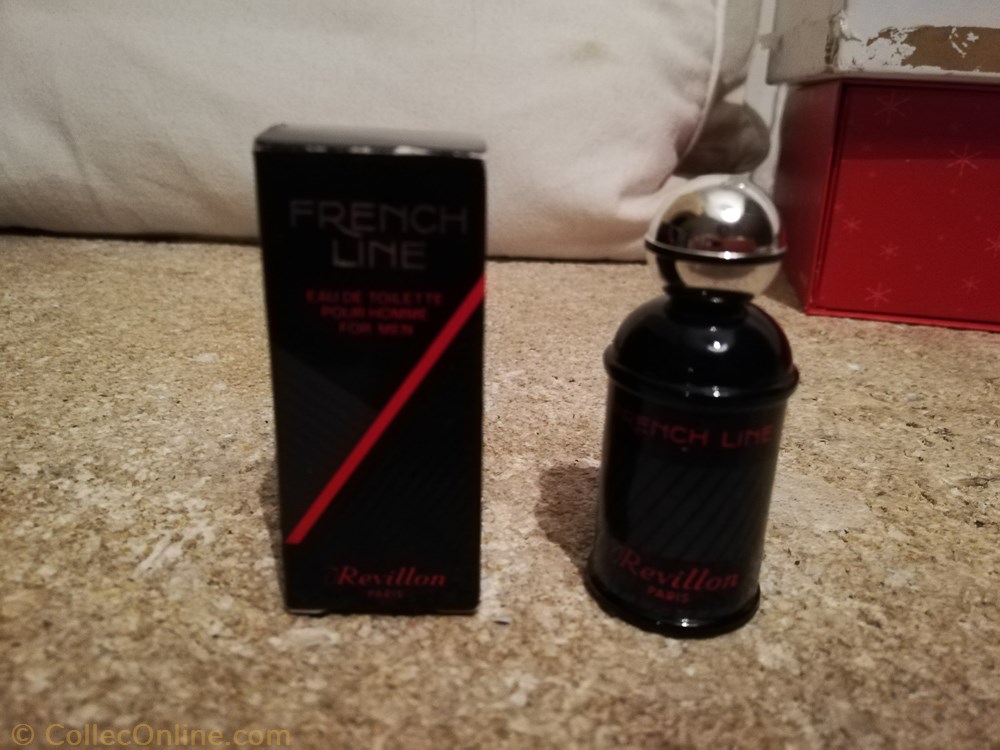 FRENCH
LINE
EAU DE TOILETTE
POUR HOMME
FOR MEN
Revillon
PARIS
FRENCH LINE
Revillon
PARIS
© CollecOnline.com